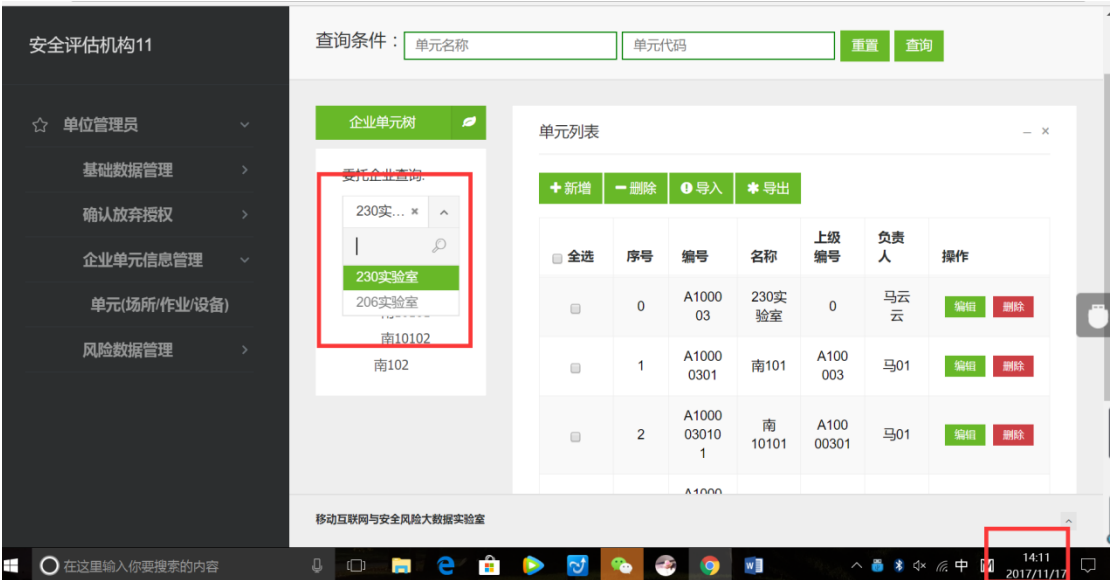 安全评估机构11
查询条件：
单元名称
单元代码
重置
查询
单位管理员
基础数据管理
确认放弃授权
企业单元信息管理
单元(场所/作业/设备)
风险数据管理
企业单元树
委托企业查询:
230实...
230实验室
206实验室
南10102
南102
单元列表
新增
删除
导入
导出
全选 序号 编号 名称 上级编号 负责人 操作
0 A100003 230实验室 0 马云云 编辑 删除
1 A10000301 南101 A100003 马01 编辑 删除
2 A1000030101 南10101 A10000301 马01 编辑 删除
A1000
移动互联网与安全风险大数据实验室
在这里输入你要搜索的内容
中
M
14:11
2017/11/17